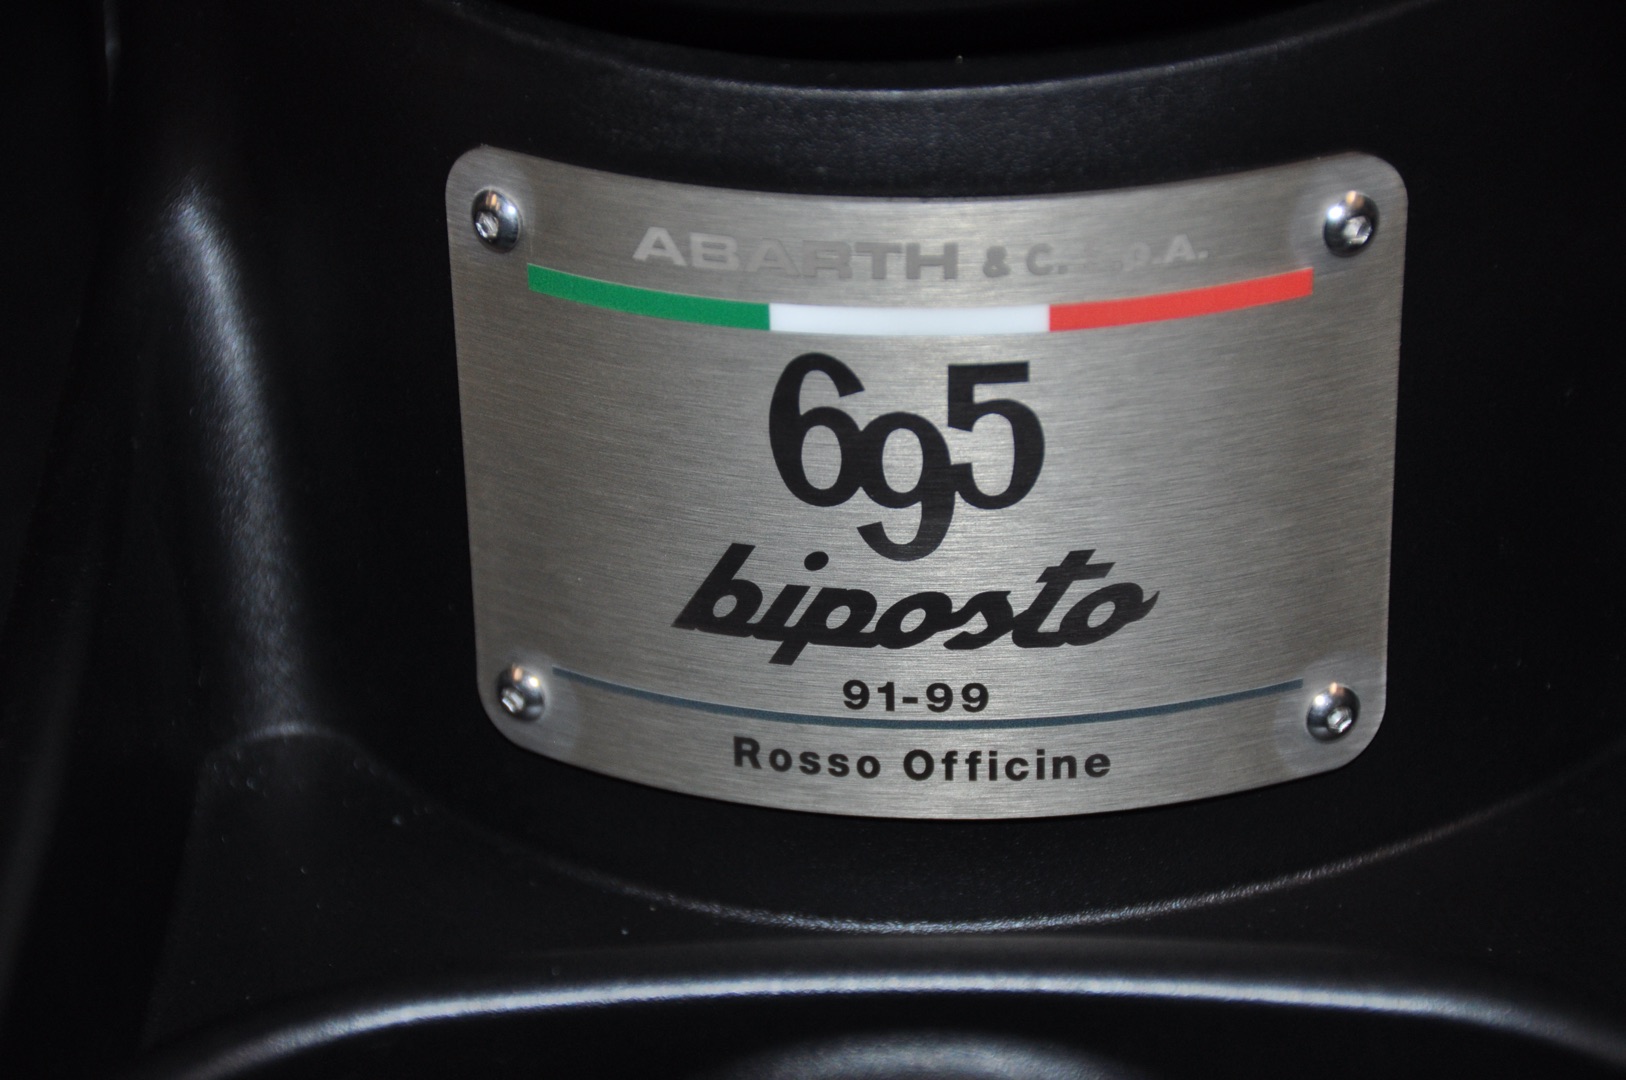 ABARTH & C. S.p.A.
695
biposto
91-99
Rosso Officine